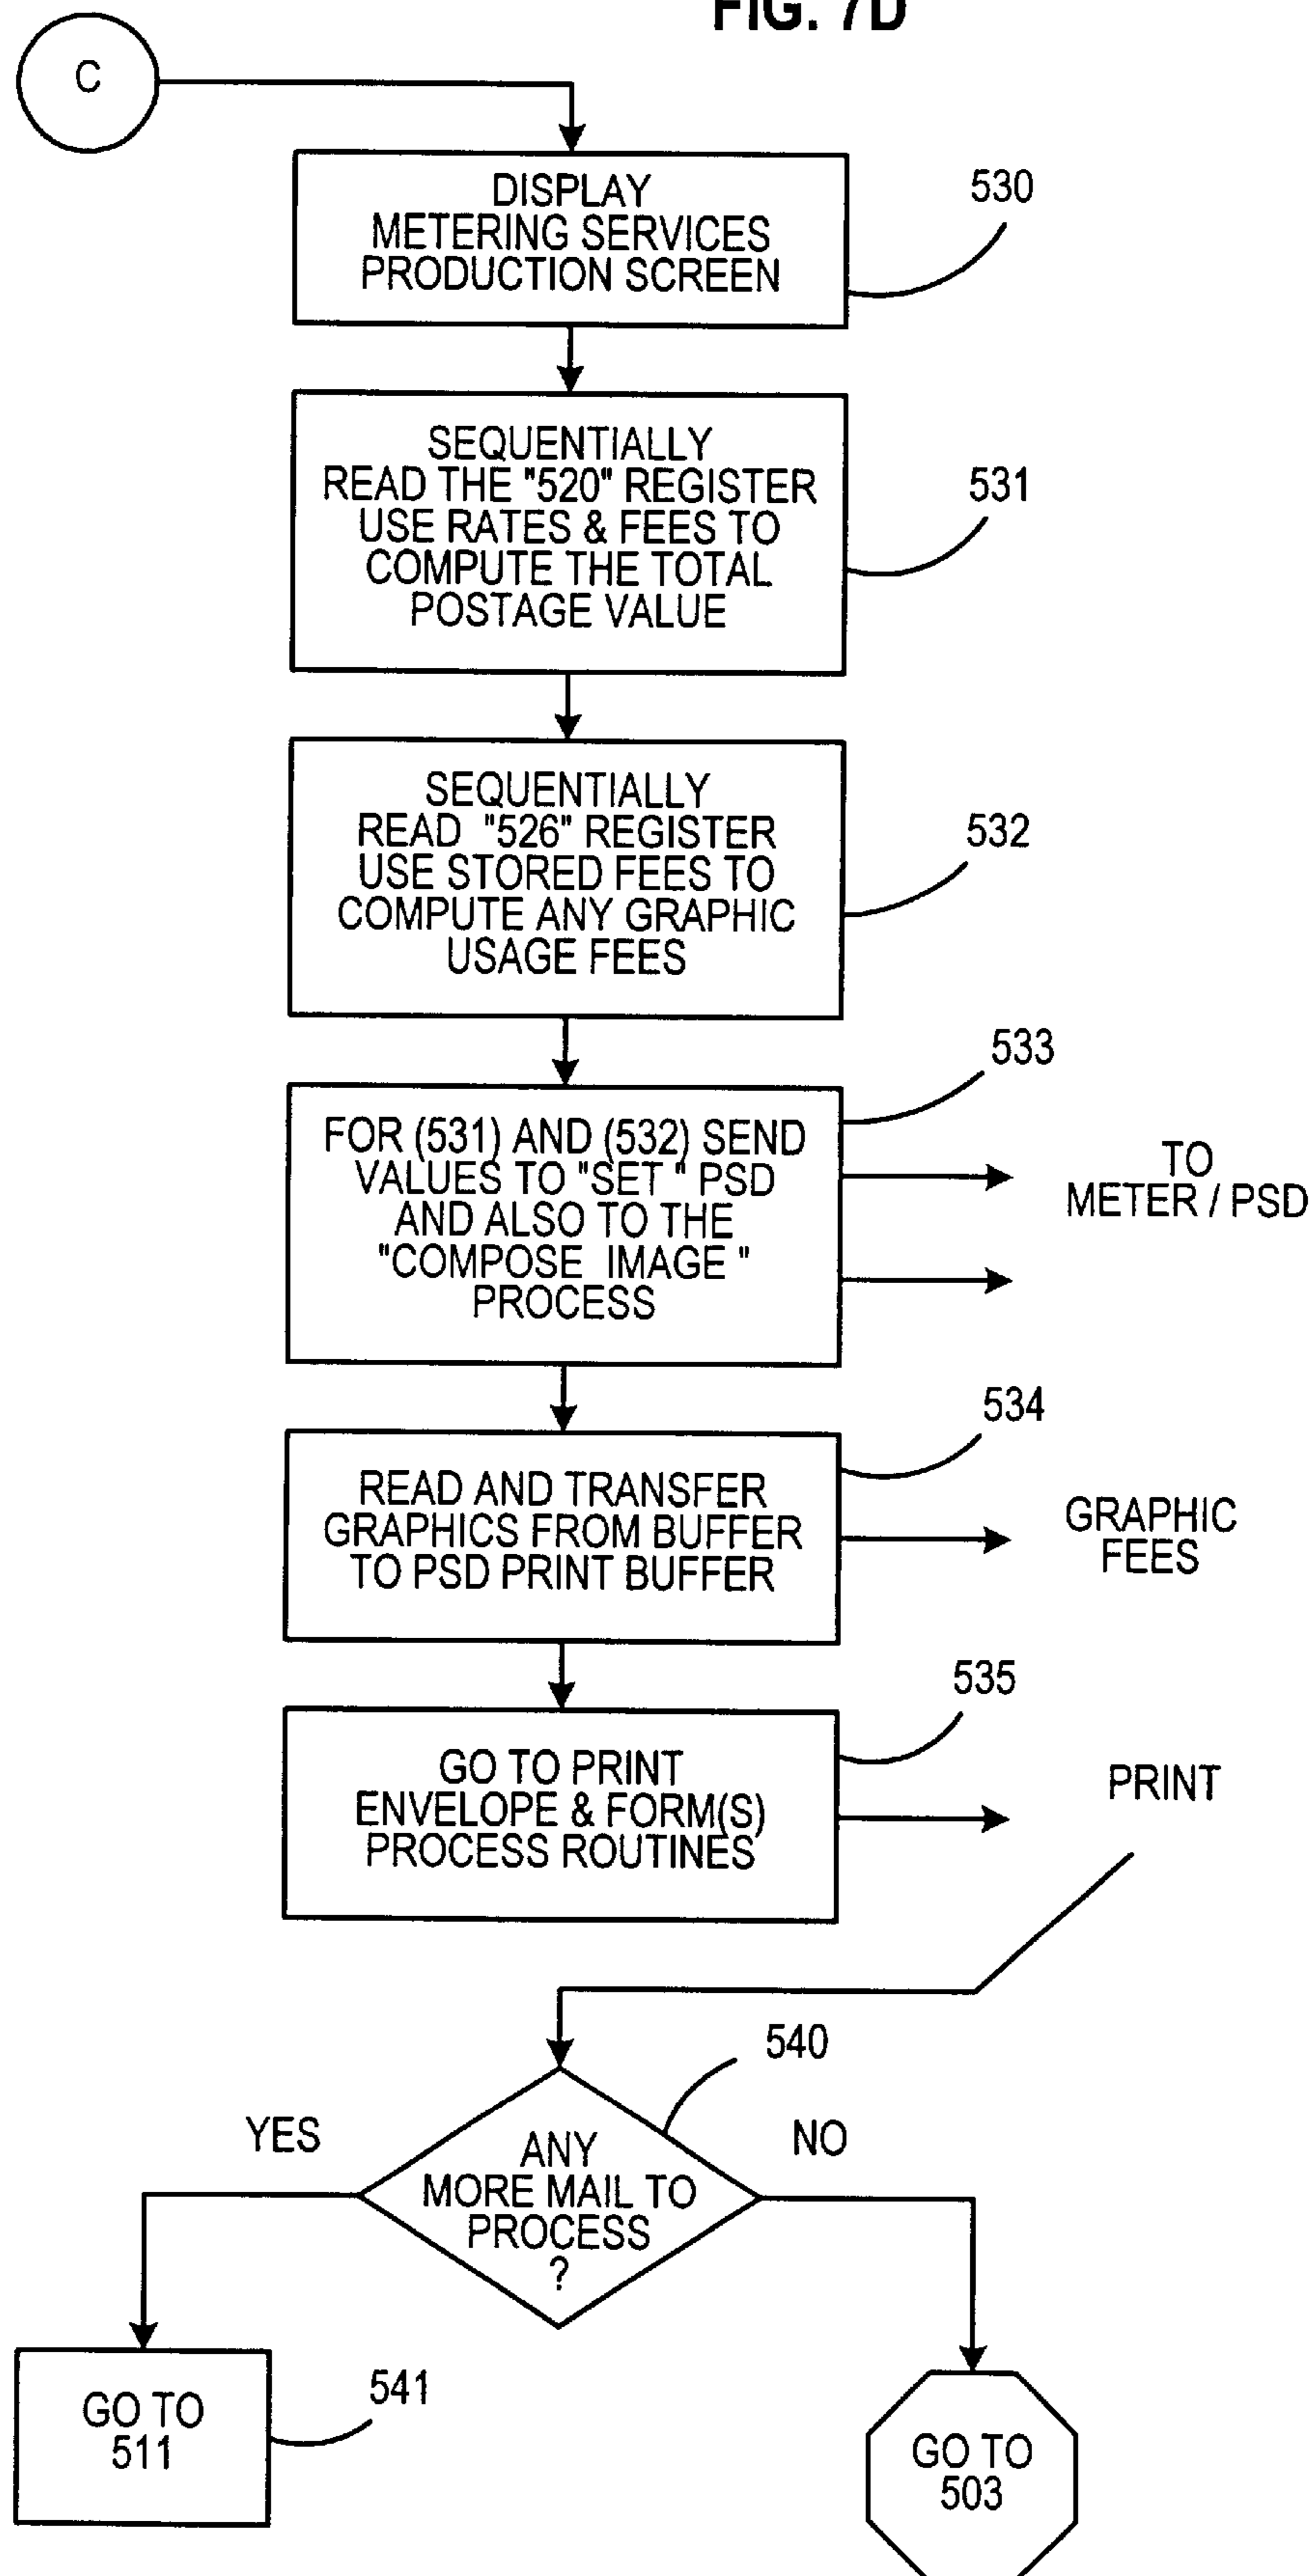 FIG. 7D
C
DISPLAY
METERING SERVICES
PRODUCTION SCREEN
530
SEQUENTIALLY
READ THE "520" REGISTER
USE RATES & FEES TO
COMPUTE THE TOTAL
POSTAGE VALUE
531
SEQUENTIALLY
READ "526" REGISTER
USE STORED FEES TO
COMPUTE ANY GRAPHIC
USAGE FEES
532
FOR (531) AND (532) SEND
VALUES TO "SET " PSD
AND ALSO TO THE
"COMPOSE IMAGE "
PROCESS
533
TO
METER / PSD
READ AND TRANSFER
GRAPHICS FROM BUFFER
TO PSD PRINT BUFFER
534
GRAPHIC
FEES
GO TO PRINT
ENVELOPE & FORM(S)
PROCESS ROUTINES
535
PRINT
540
YES
NO
ANY
MORE MAIL TO
PROCESS
?
GO TO
511
541
GO TO
503